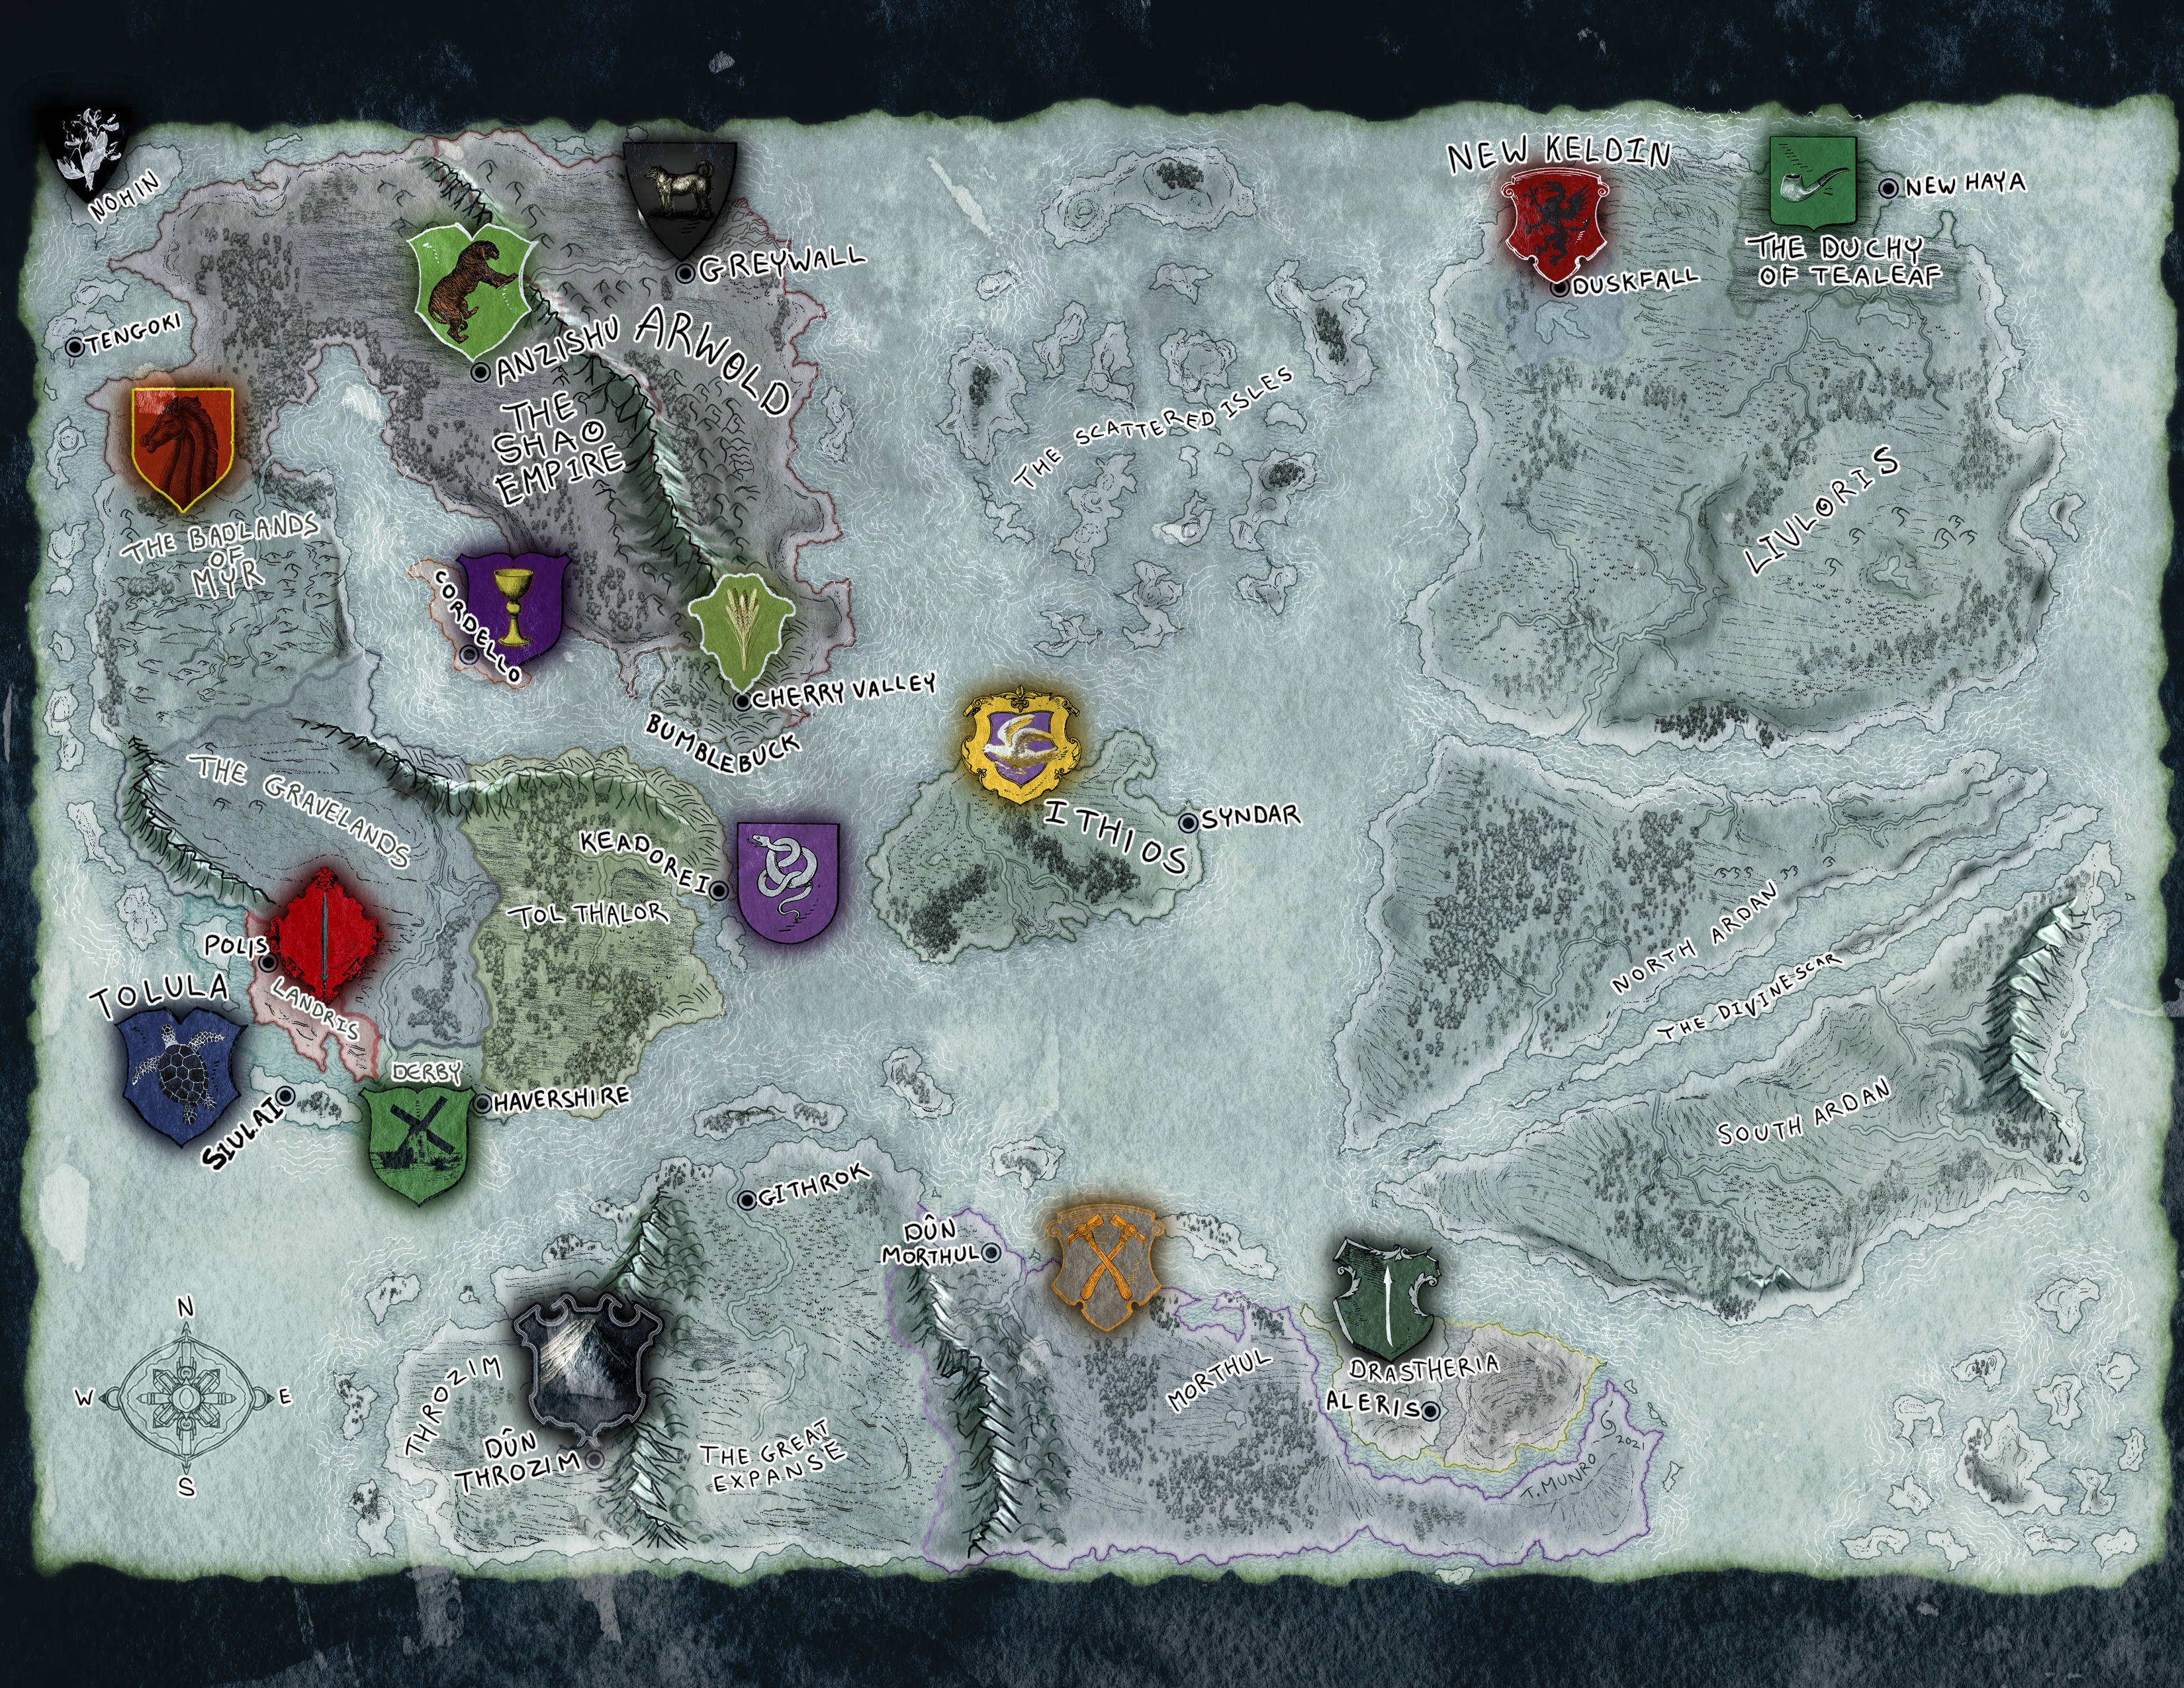 NOHIN
TENGOKI
GREYWALL
ARWOLD
ANZISHU
THE
SHAO
EMPIRE
THE BADLANDS
OF
MYR
CORDELLO
CHERRY VALLEY
BUMBLEBUCK
THE SCATTERED ISLES
NEW KELDIN
DUSKFALL
NEW HAYA
THE DUCHY
OF TEALEAF
LIVLORIS
THE GRAVELANDS
KEADOREI
TOL THALOR
ITHIOS
SYNDAR
POLIS
LANDRIS
TOLULA
SIULAI
DERBY
HAVERSHIRE
NORTH ARDAN
THE DIVINESCAR
SOUTH ARDAN
GITHROK
DÛN
MORTHUL
MORTHUL
DRASTHERIA
ALERIS
THROZIM
DÛN
THROZIM
THE GREAT
EXPANSE
N
W
E
S
T. MUNRO
2021